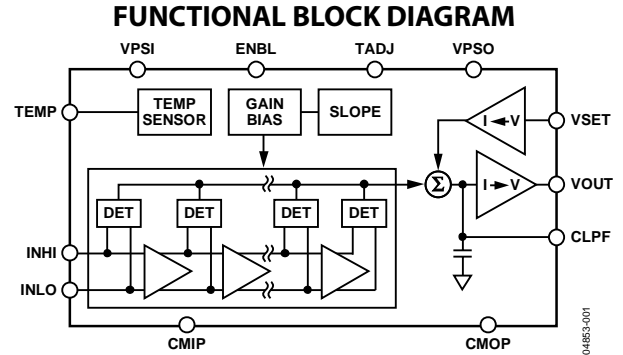 FUNCTIONAL BLOCK DIAGRAM
VPSI ENBL TADJ VPSO
TEMP
TEMP
SENSOR
GAIN
BIAS
SLOPE
I V
VSET
Σ
I V
VOUT
DET DET DET DET
CLPF
INHI
INLO
CMIP CMOP
04853-001